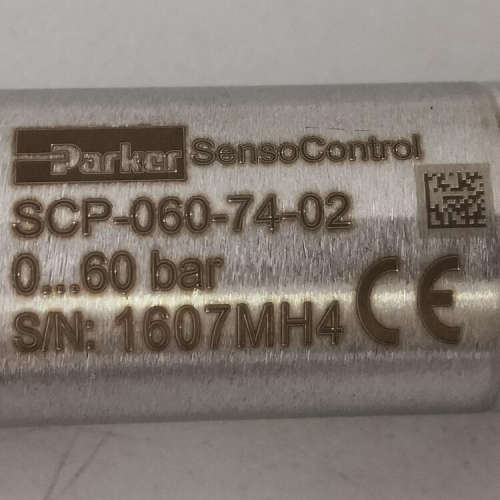 Parker SensoControl
SCP-060-74-02
0...60 bar
S/N: 1607MH4 CE